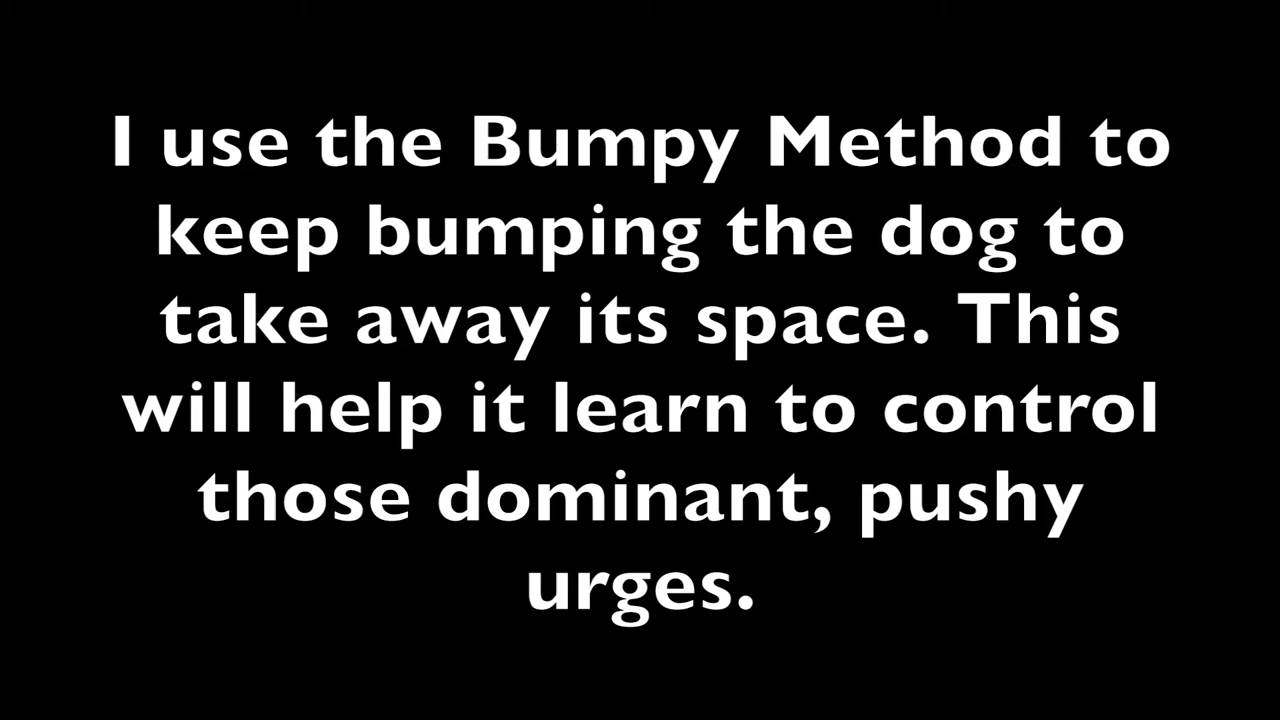 I use the Bumpy Method to
keep bumping the dog to
take away its space. This
will help it learn to control
those dominant, pushy
urges.